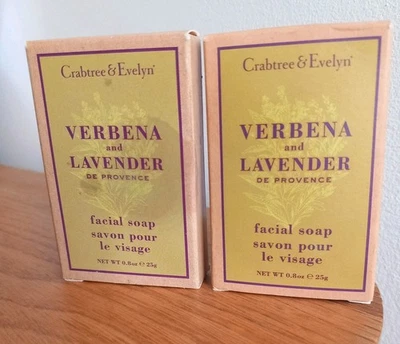 Crabtree & Evelyn®
VERBENA
and
LAVENDER
DE PROVENCE
facial soap
savon pour
le visage
NET WT 0.8oz ℮ 25g
Crabtree & Evelyn®
VERBENA
and
LAVENDER
DE PROVENCE
facial soap
savon pour
le visage
NET WT 0.8oz ℮ 25g